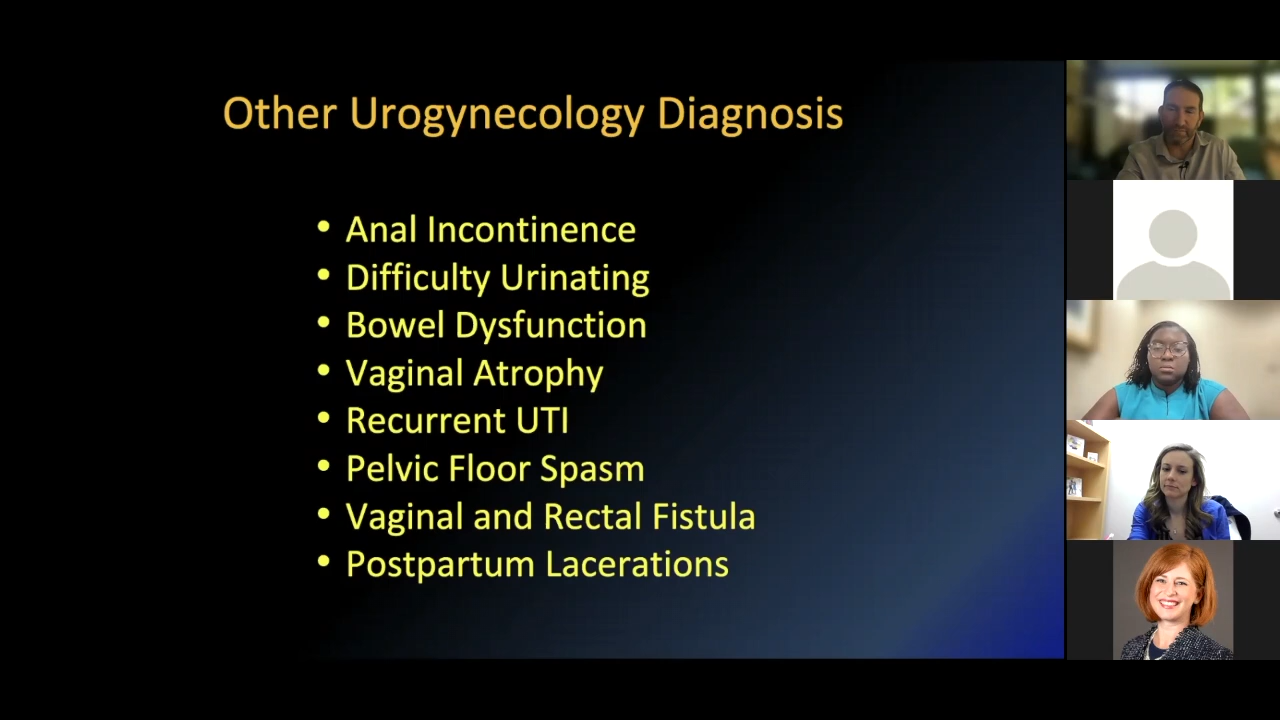 Other Urogynecology Diagnosis
• Anal Incontinence
• Difficulty Urinating
• Bowel Dysfunction
• Vaginal Atrophy
• Recurrent UTI
• Pelvic Floor Spasm
• Vaginal and Rectal Fistula
• Postpartum Lacerations